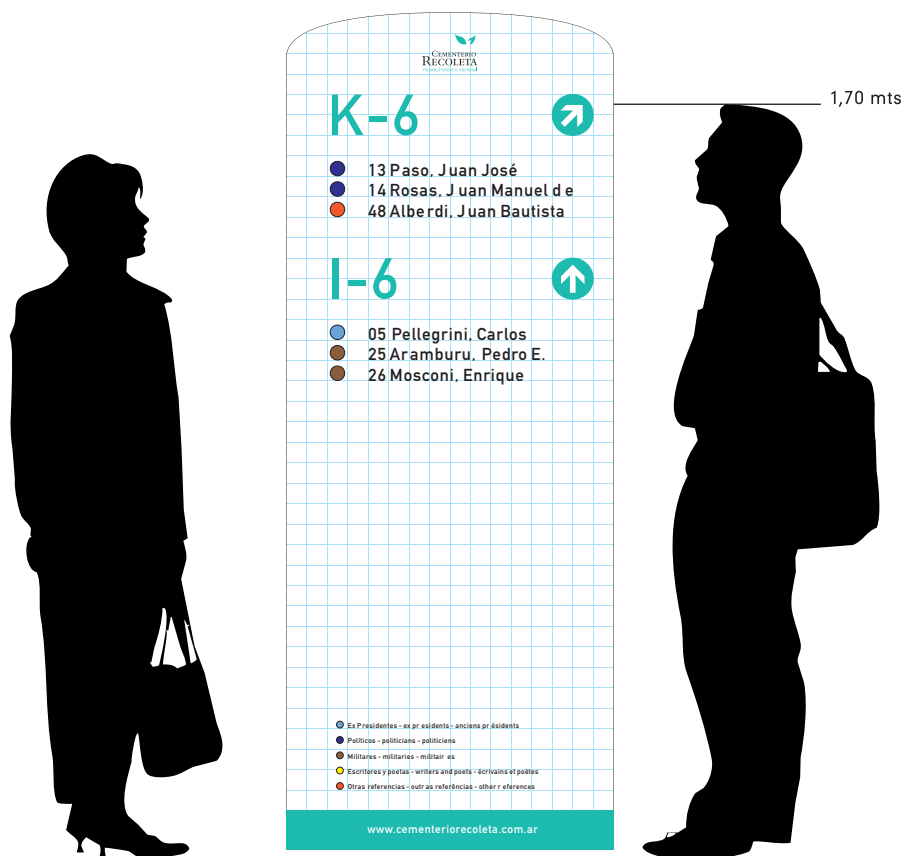 CEMENTERIO
RECOLETA
1,70 mts
K-6
13 Paso, Juan José
14 Rosas, Juan Manuel de
48 Alberdi, Juan Bautista
I-6
05 Pellegrini, Carlos
25 Aramburu, Pedro E.
26 Mosconi, Enrique
Ex Presidentes - ex presidents - anciens présidents
Políticos - politicians - politiciens
Militares - militaries - militaires
Escritores y poetas - writers and poets - écrivains et poètes
Otras referencias - outras referências - other references
www.cementeriorecoleta.com.ar